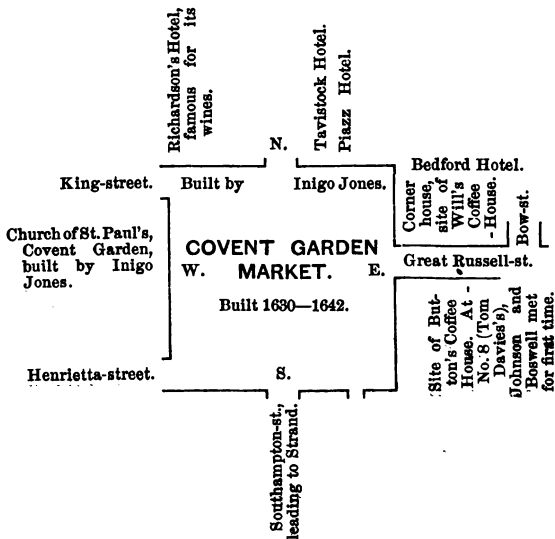 Richardson's Hotel,
famous for its
wines.
Tavistock Hotel.
Piazz Hotel.
N.
Bedford Hotel.
King-street.
Built by
Inigo Jones.
Corner
house,
site of
Will's
Coffee
- House.
Bow-st.
Church of St. Paul's,
Covent Garden,
built by Inigo
Jones.
COVENT GARDEN
W. MARKET. E.
Built 1630—1642.
Great Russell-st.
Site of But-
ton's Coffee
House. At -
No. 8 (Tom
Davies's),
Johnson and
Boswell met
for first time.
Henrietta-street.
S.
Southampton-st.,
leading to Strand.